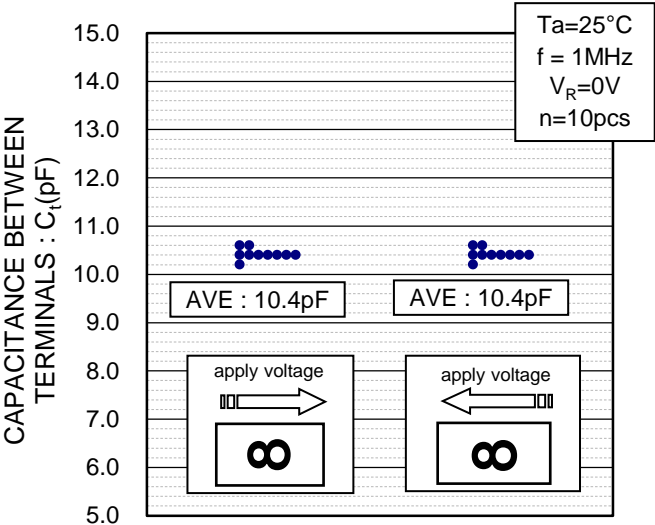 Ta=25°C
f = 1MHz
V_R=0V
n=10pcs
CAPACITANCE BETWEEN
TERMINALS : C_t(pF)
15.0
14.0
13.0
12.0
11.0
10.0
9.0
8.0
7.0
6.0
5.0
AVE : 10.4pF
AVE : 10.4pF
apply voltage
8
apply voltage
8